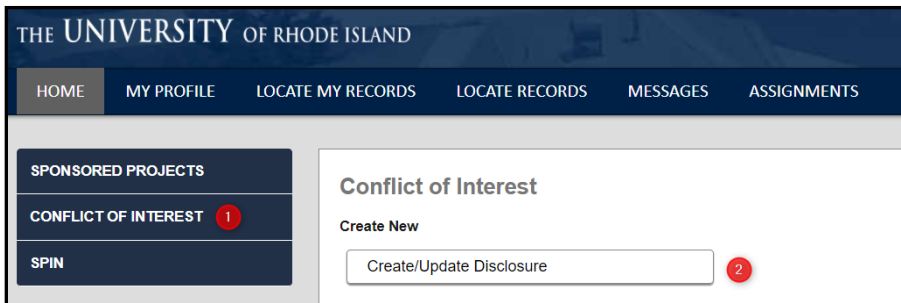 THE UNIVERSITY OF RHODE ISLAND
HOME MY PROFILE LOCATE MY RECORDS LOCATE RECORDS MESSAGES ASSIGNMENTS
SPONSORED PROJECTS
CONFLICT OF INTEREST 1
SPIN
Conflict of Interest
Create New
Create/Update Disclosure 2